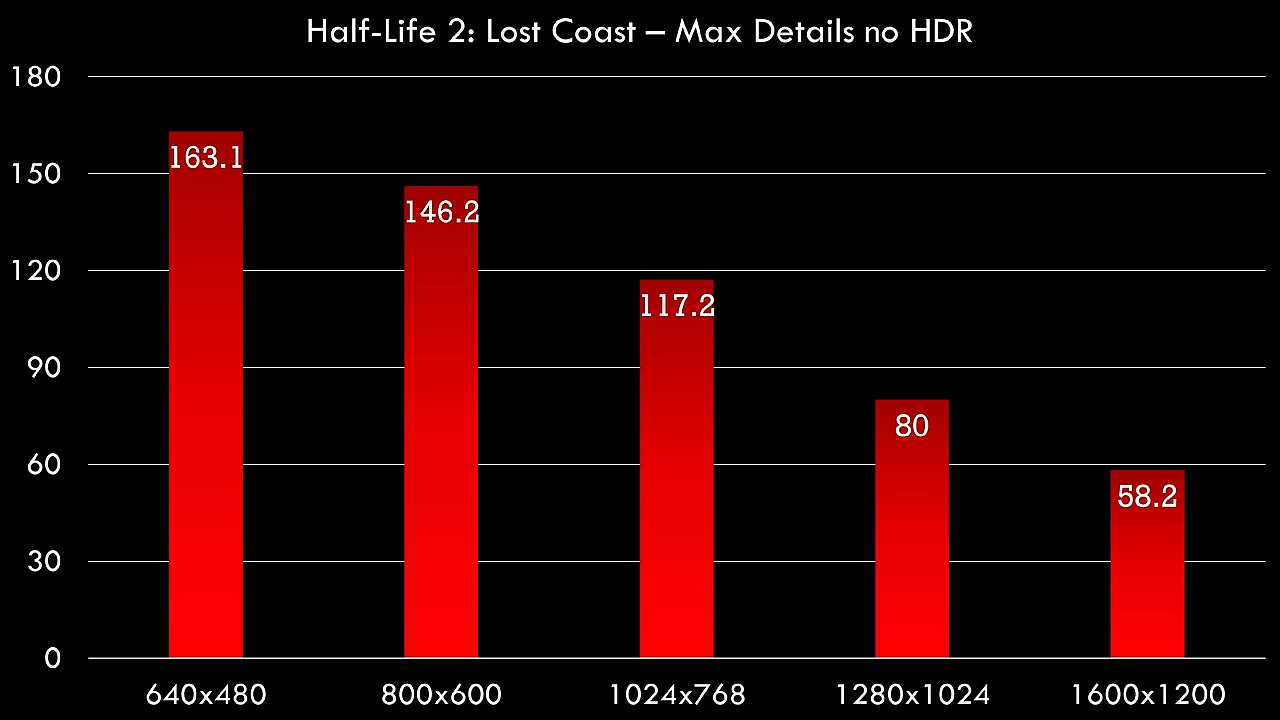 Half-Life 2: Lost Coast – Max Details no HDR
180
150
120
90
60
30
0
163.1
146.2
117.2
80
58.2
640x480
800x600
1024x768
1280x1024
1600x1200